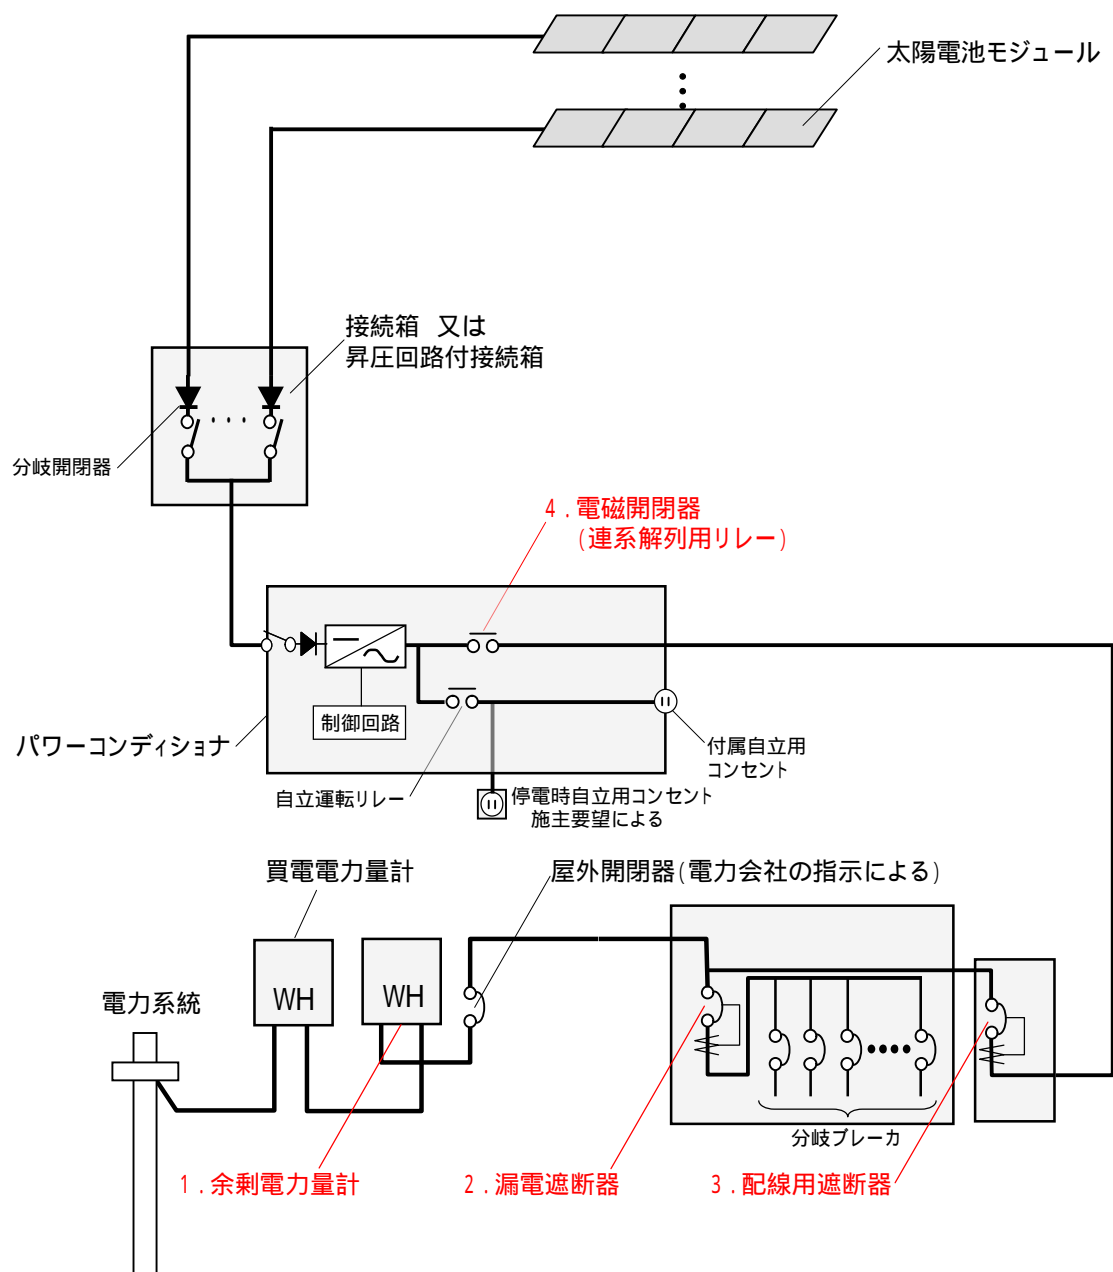 太陽電池モジュール
接続箱　又は
昇圧回路付接続箱
分岐開閉器
4．電磁開閉器
(連系解列用リレー)
制御回路
パワーコンディショナ
付属自立用
コンセント
自立運転リレー
停電時自立用コンセント
施主要望による
買電電力量計
屋外開閉器(電力会社の指示による)
WH
WH
電力系統
分岐ブレーカ
1．余剰電力量計
2．漏電遮断器
3．配線用遮断器